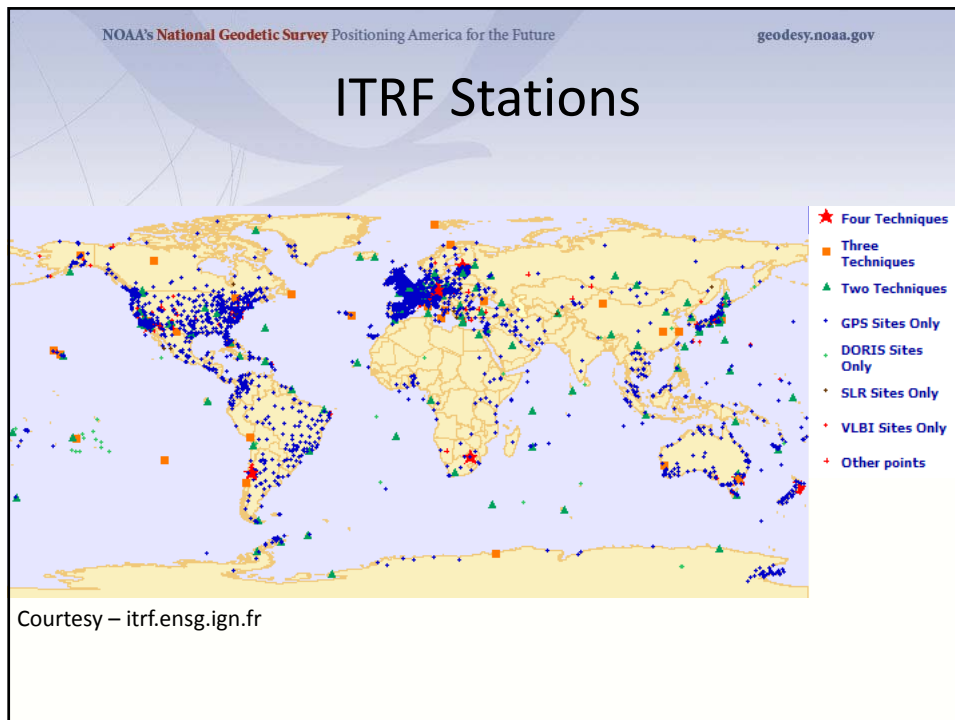 NOAA's National Geodetic Survey Positioning America for the Future
geodesy.noaa.gov
ITRF Stations
Four Techniques
Three
Techniques
Two Techniques
GPS Sites Only
DORIS Sites
Only
SLR Sites Only
VLBI Sites Only
Other points
Courtesy – itrf.ensg.ign.fr